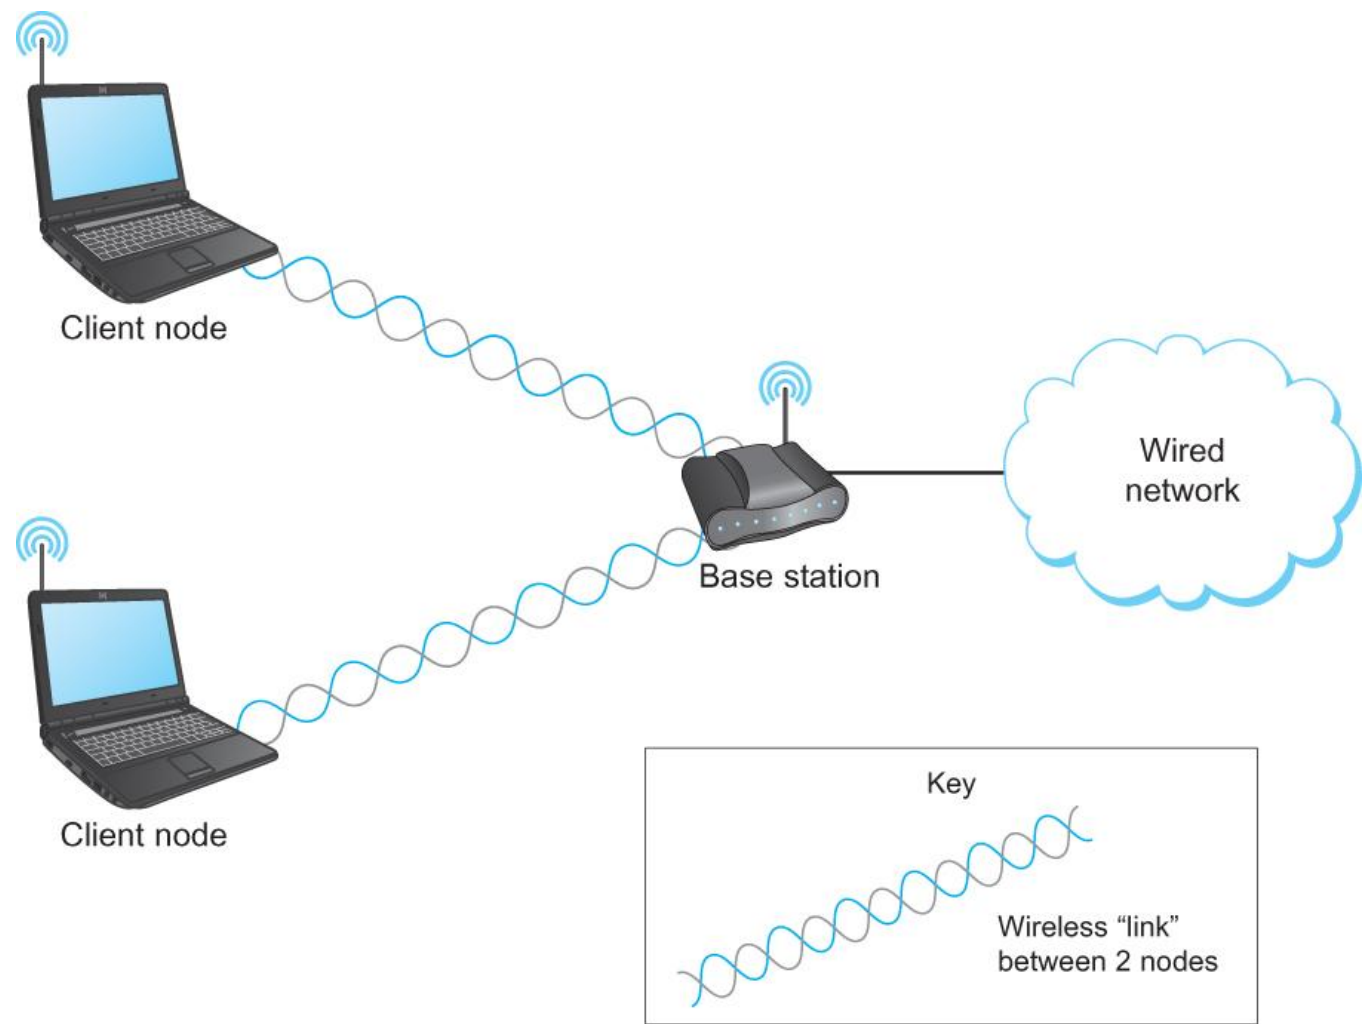 Client node
Wired
network
Base station
Client node
Key
Wireless “link”
between 2 nodes